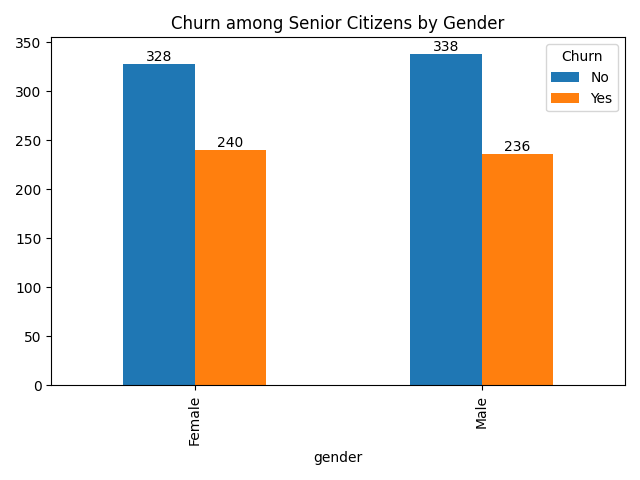 Churn among Senior Citizens by Gender
350
300
250
200
150
100
50
0
328
240
338
236
Churn
No
Yes
Female
Male
gender